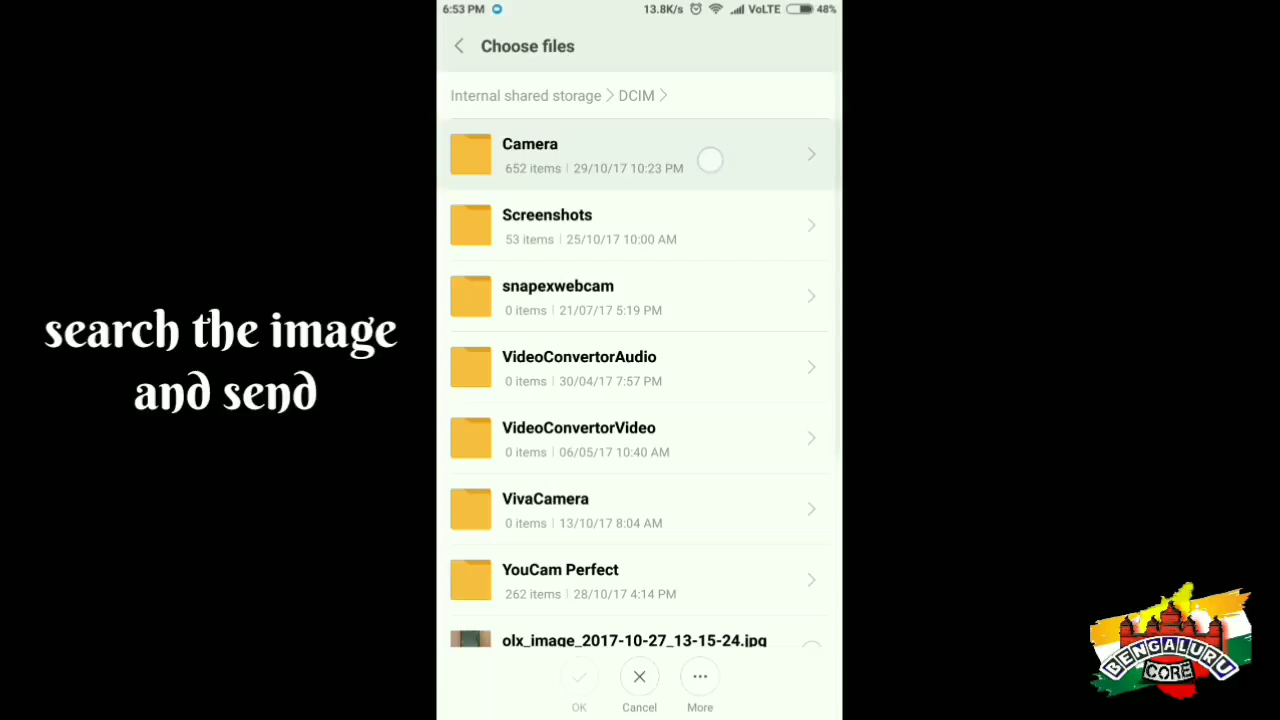 6:53 PM 13.8K/s VoLTE 48%
Choose files
Internal shared storage DCIM
Camera
652 items | 29/10/17 10:23 PM
Screenshots
53 items | 25/10/17 10:00 AM
snapexwebcam
0 items | 21/07/17 5:19 PM
VideoConvertorAudio
0 items | 30/04/17 7:57 PM
VideoConvertorVideo
0 items | 06/05/17 10:40 AM
VivaCamera
0 items | 13/10/17 8:04 AM
YouCam Perfect
262 items | 28/10/17 4:14 PM
olx_image_2017-10-27_13-15-24.jpg
OK Cancel More
search the image
and send
BENGALURU
CORE